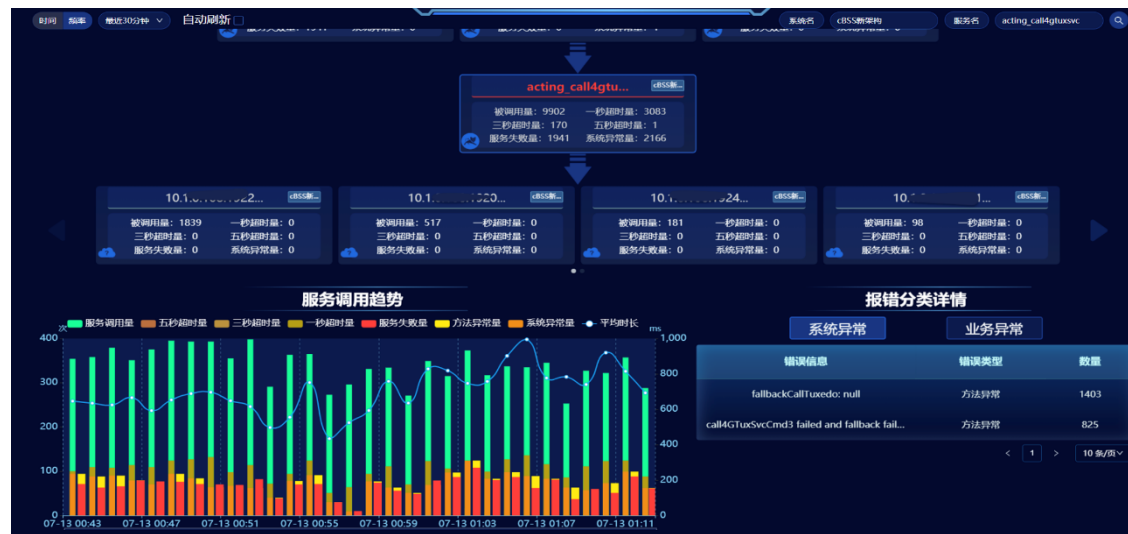 时间 频率 最近30分钟 自动刷新 系统名 cBSS新架构 服务名 acting_call4gtuxsvc
acting_call4gtu... cBSS新...
被调用量: 9902 一秒超时量: 3083
三秒超时量: 170 五秒超时量: 1
服务失败量: 1941 系统异常量: 2166
cBSS新... cBSS新... cBSS新... cBSS新...
被调用量: 1839 一秒超时量: 0 被调用量: 517 一秒超时量: 0 被调用量: 181 一秒超时量: 0 被调用量: 98 一秒超时量: 0
三秒超时量: 0 五秒超时量: 0 三秒超时量: 0 五秒超时量: 0 三秒超时量: 0 五秒超时量: 0 三秒超时量: 0 五秒超时量: 0
服务失败量: 0 系统异常量: 0 服务失败量: 0 系统异常量: 0 服务失败量: 0 系统异常量: 0 服务失败量: 0 系统异常量: 0
服务调用趋势
服务调用量 五秒超时量 三秒超时量 一秒超时量 服务失败量 方法异常量 系统异常量 平均时长
次 ms
400 1,000
800
300
600
200
400
100
200
0 0
07-13 00:43 07-13 00:47 07-13 00:51 07-13 00:55 07-13 00:59 07-13 01:03 07-13 01:07 07-13 01:11
报错分类详情
系统异常 业务异常
错误信息 错误类型 数量
fallbackCallTuxedo: null 方法异常 1403
call4GTuxSvcCmd3 failed and fallback fail... 方法异常 825
< 1 > 10 条/页